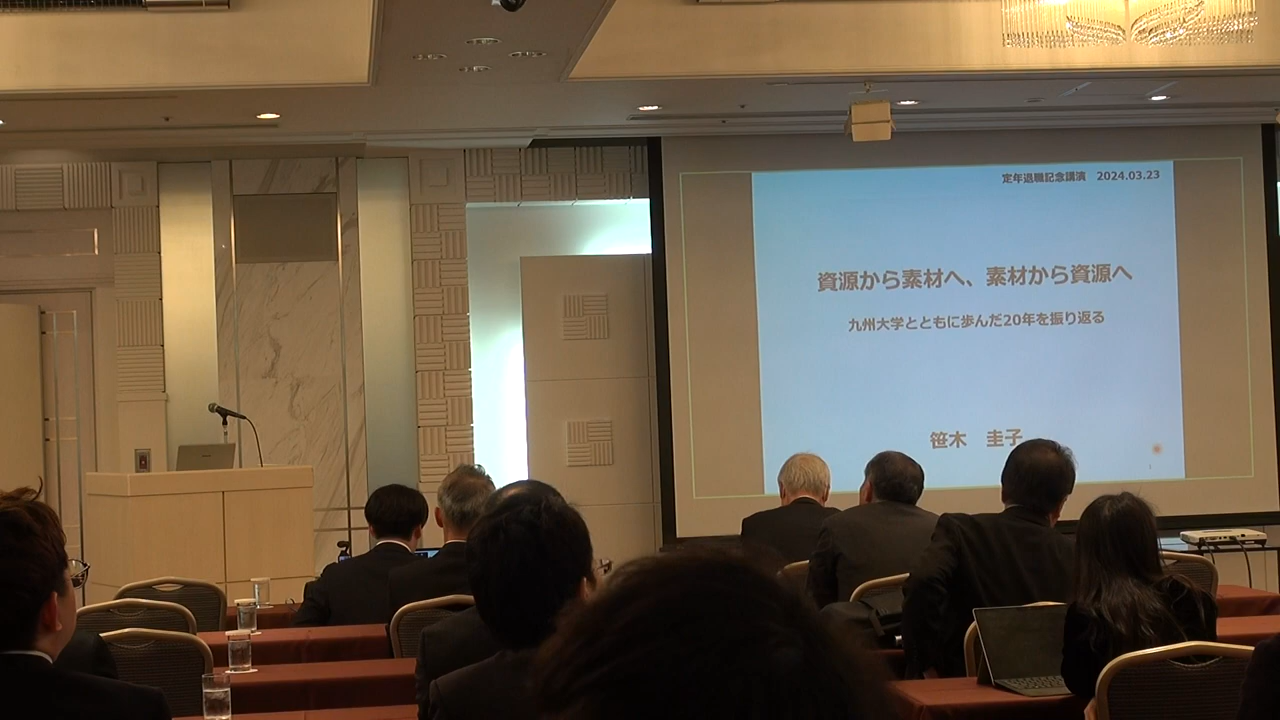 定年退職記念講演 2024.03.23
資源から素材へ、素材から資源へ
九州大学とともに歩んだ20年を振り返る
笹木 圭子